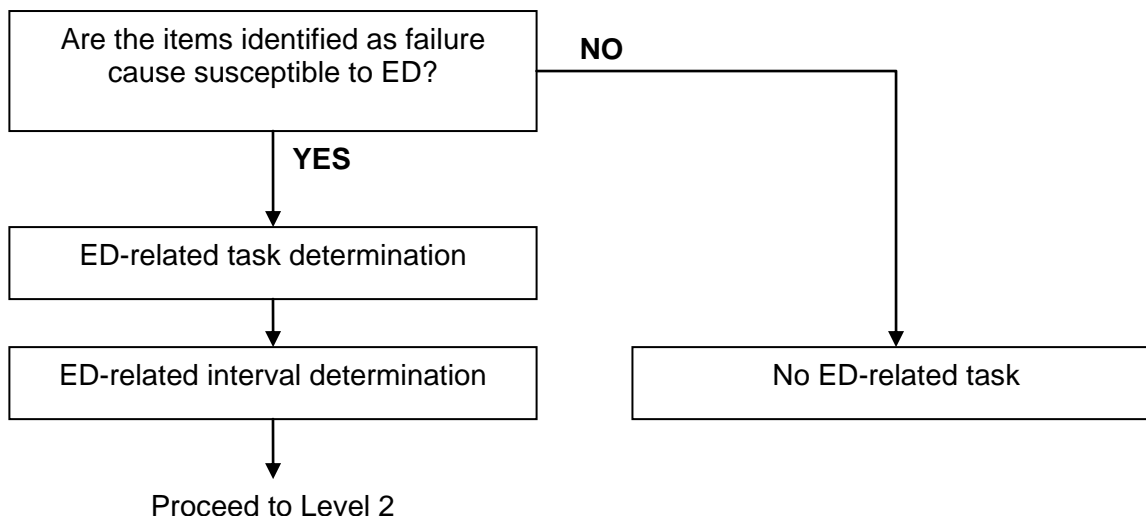 Are the items identified as failure
cause susceptible to ED?
NO
YES
ED-related task determination
ED-related interval determination
No ED-related task
Proceed to Level 2